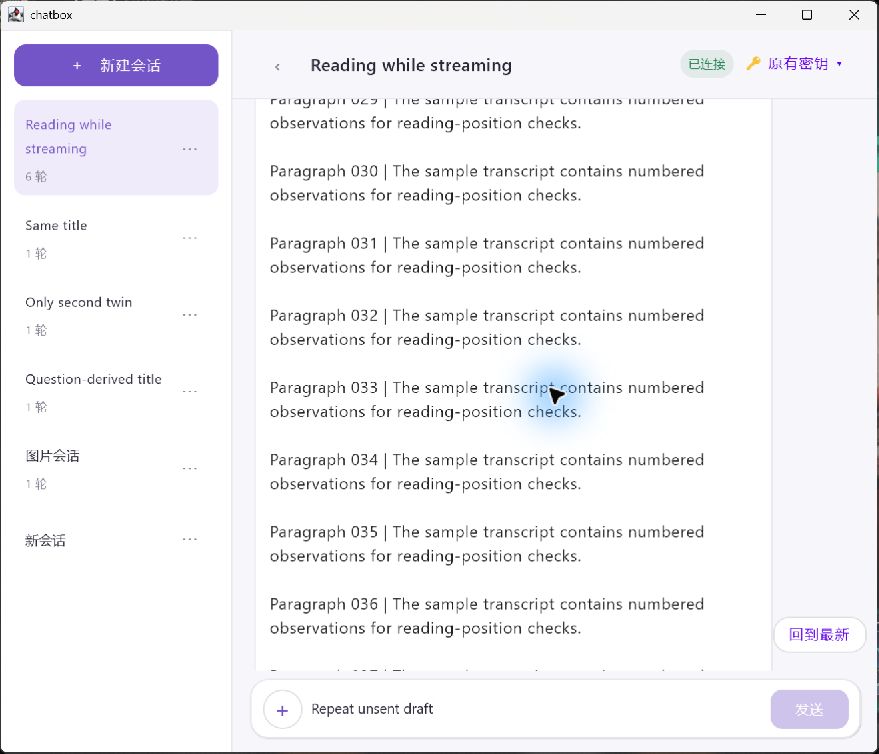 chatbox
+ 新建会话
Reading while
streaming
6 轮
Same title
1 轮
Only second twin
1 轮
Question-derived title
1 轮
图片会话
1 轮
新会话
Reading while streaming
已连接
原有密钥
Paragraph 029 | The sample transcript contains numbered
observations for reading-position checks.
Paragraph 030 | The sample transcript contains numbered
observations for reading-position checks.
Paragraph 031 | The sample transcript contains numbered
observations for reading-position checks.
Paragraph 032 | The sample transcript contains numbered
observations for reading-position checks.
Paragraph 033 | The sample transcript contains numbered
observations for reading-position checks.
Paragraph 034 | The sample transcript contains numbered
observations for reading-position checks.
Paragraph 035 | The sample transcript contains numbered
observations for reading-position checks.
Paragraph 036 | The sample transcript contains numbered
observations for reading-position checks.
回到最新
+ Repeat unsent draft
发送